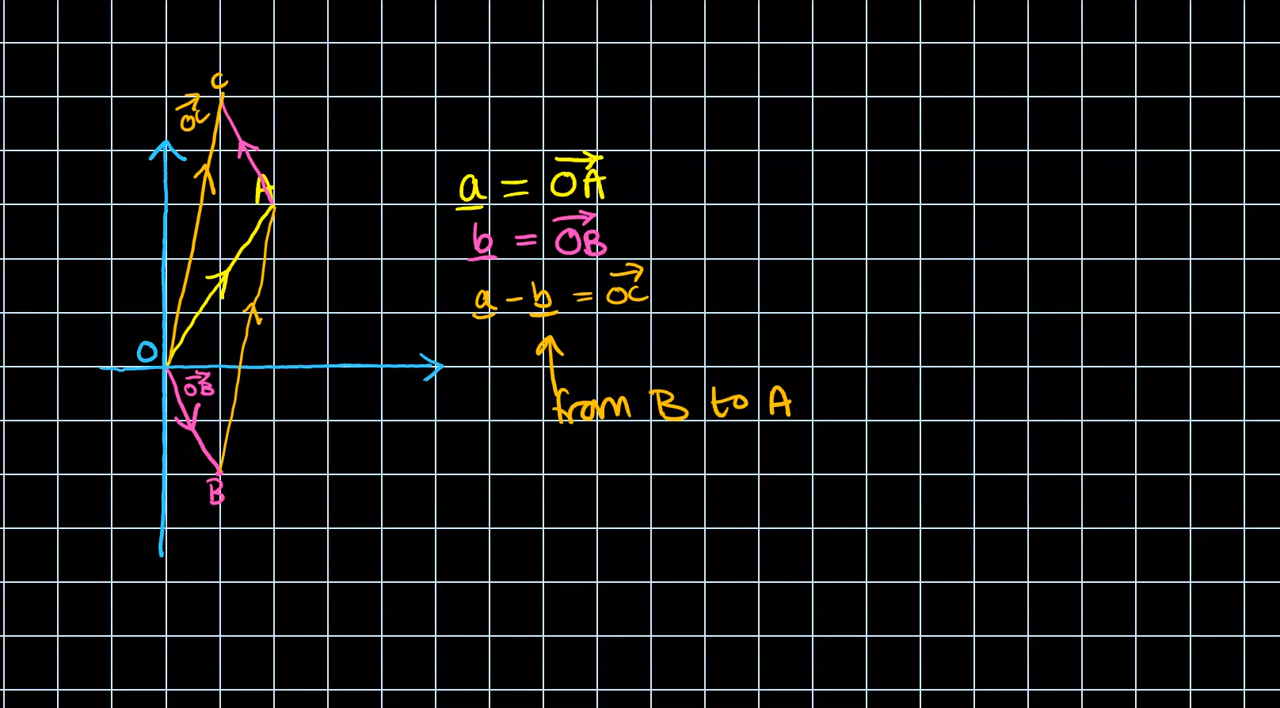 C
→
OC
A
a = →OA
b = →OB
a - b = →OC
O
→
OB
from B to A
B